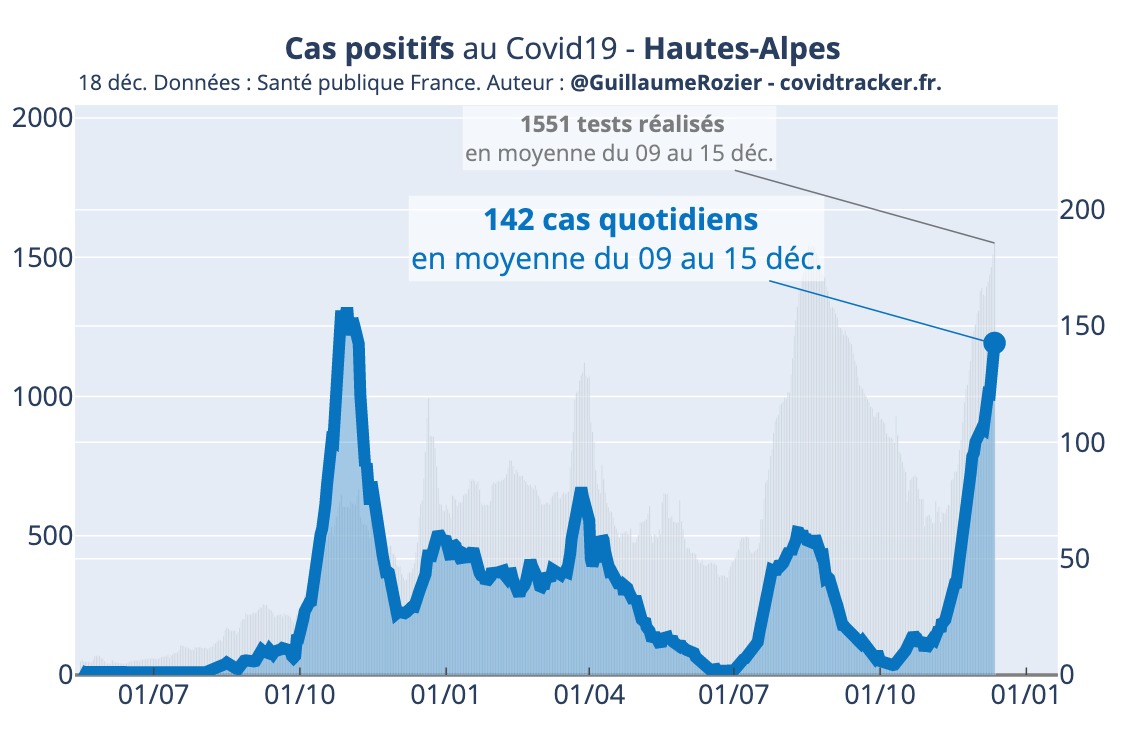 Cas positifs au Covid19 - Hautes-Alpes
18 déc. Données : Santé publique France. Auteur : @GuillaumeRozier - covidtracker.fr.
2000
1551 tests réalisés
en moyenne du 09 au 15 déc.
142 cas quotidiens
en moyenne du 09 au 15 déc.
1500
1000
500
0
200
150
100
50
0
01/07
01/10
01/01
01/04
01/07
01/10
01/01